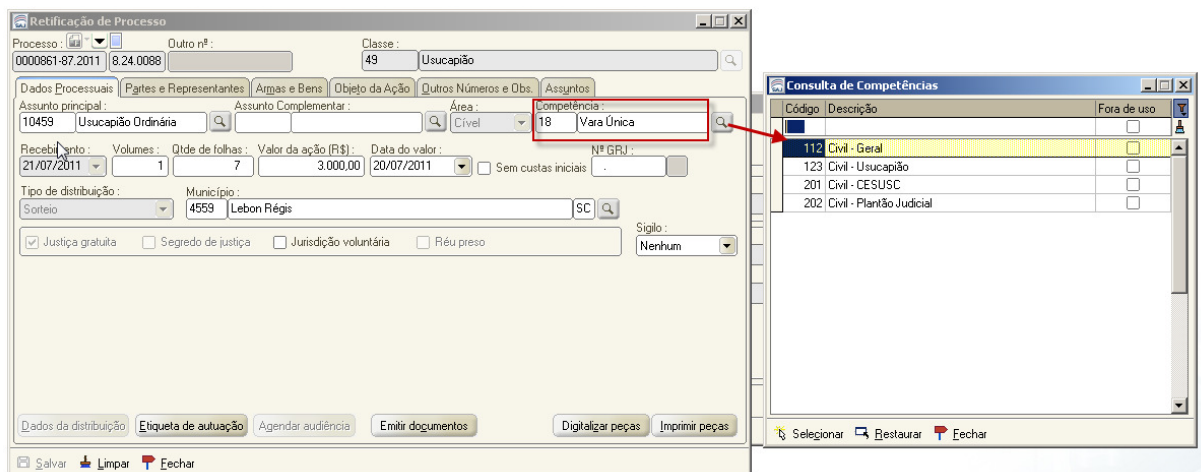 Retificação de Processo
Processo : Outro nº : Classe :
0000861-87.2011 8.24.0088 49 Usucapião
Dados Processuais Partes e Representantes Armas e Bens Objeto da Ação Outros Números e Obs. Assuntos
Assunto principal : Assunto Complementar : Área : Competência :
10459 Usucapião Ordinária Cível 18 Vara Única
Recebimento : Volumes : Qtde de folhas : Valor da ação (R$) : Data do valor : Nº GRJ :
21/07/2011 1 7 3.000,00 20/07/2011 Sem custas iniciais .
Tipo de distribuição : Município :
Sorteio 4559 Lebon Régis SC
Sigilo :
Justiça gratuita Segredo de justiça Jurisdição voluntária Réu preso Nenhum
Dados da distribuição Etiqueta de autuação Agendar audiência Emitir documentos Digitalizar peças Imprimir peças
Salvar Limpar Fechar
Consulta de Competências
Código Descrição Fora de uso
112 Civil - Geral
123 Civil - Usucapião
201 Civil - CESUSC
202 Civil - Plantão Judicial
Selecionar Restaurar Fechar